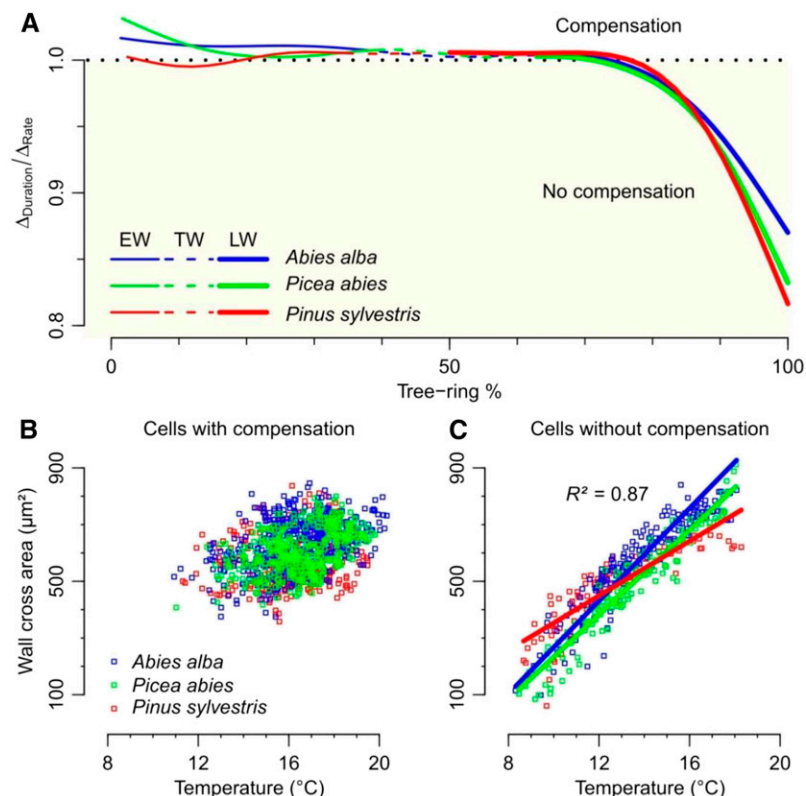 A
Compensation
1.0
0.9
0.8
ΔDuration/ΔRate
No compensation
EW TW LW
Abies alba
Picea abies
Pinus sylvestris
0 50 100
Tree−ring %
B Cells with compensation
900
500
100
Wall cross area (µm²)
Abies alba
Picea abies
Pinus sylvestris
8 12 16 20
Temperature (°C)
C Cells without compensation
900
500
100
R² = 0.87
8 12 16 20
Temperature (°C)